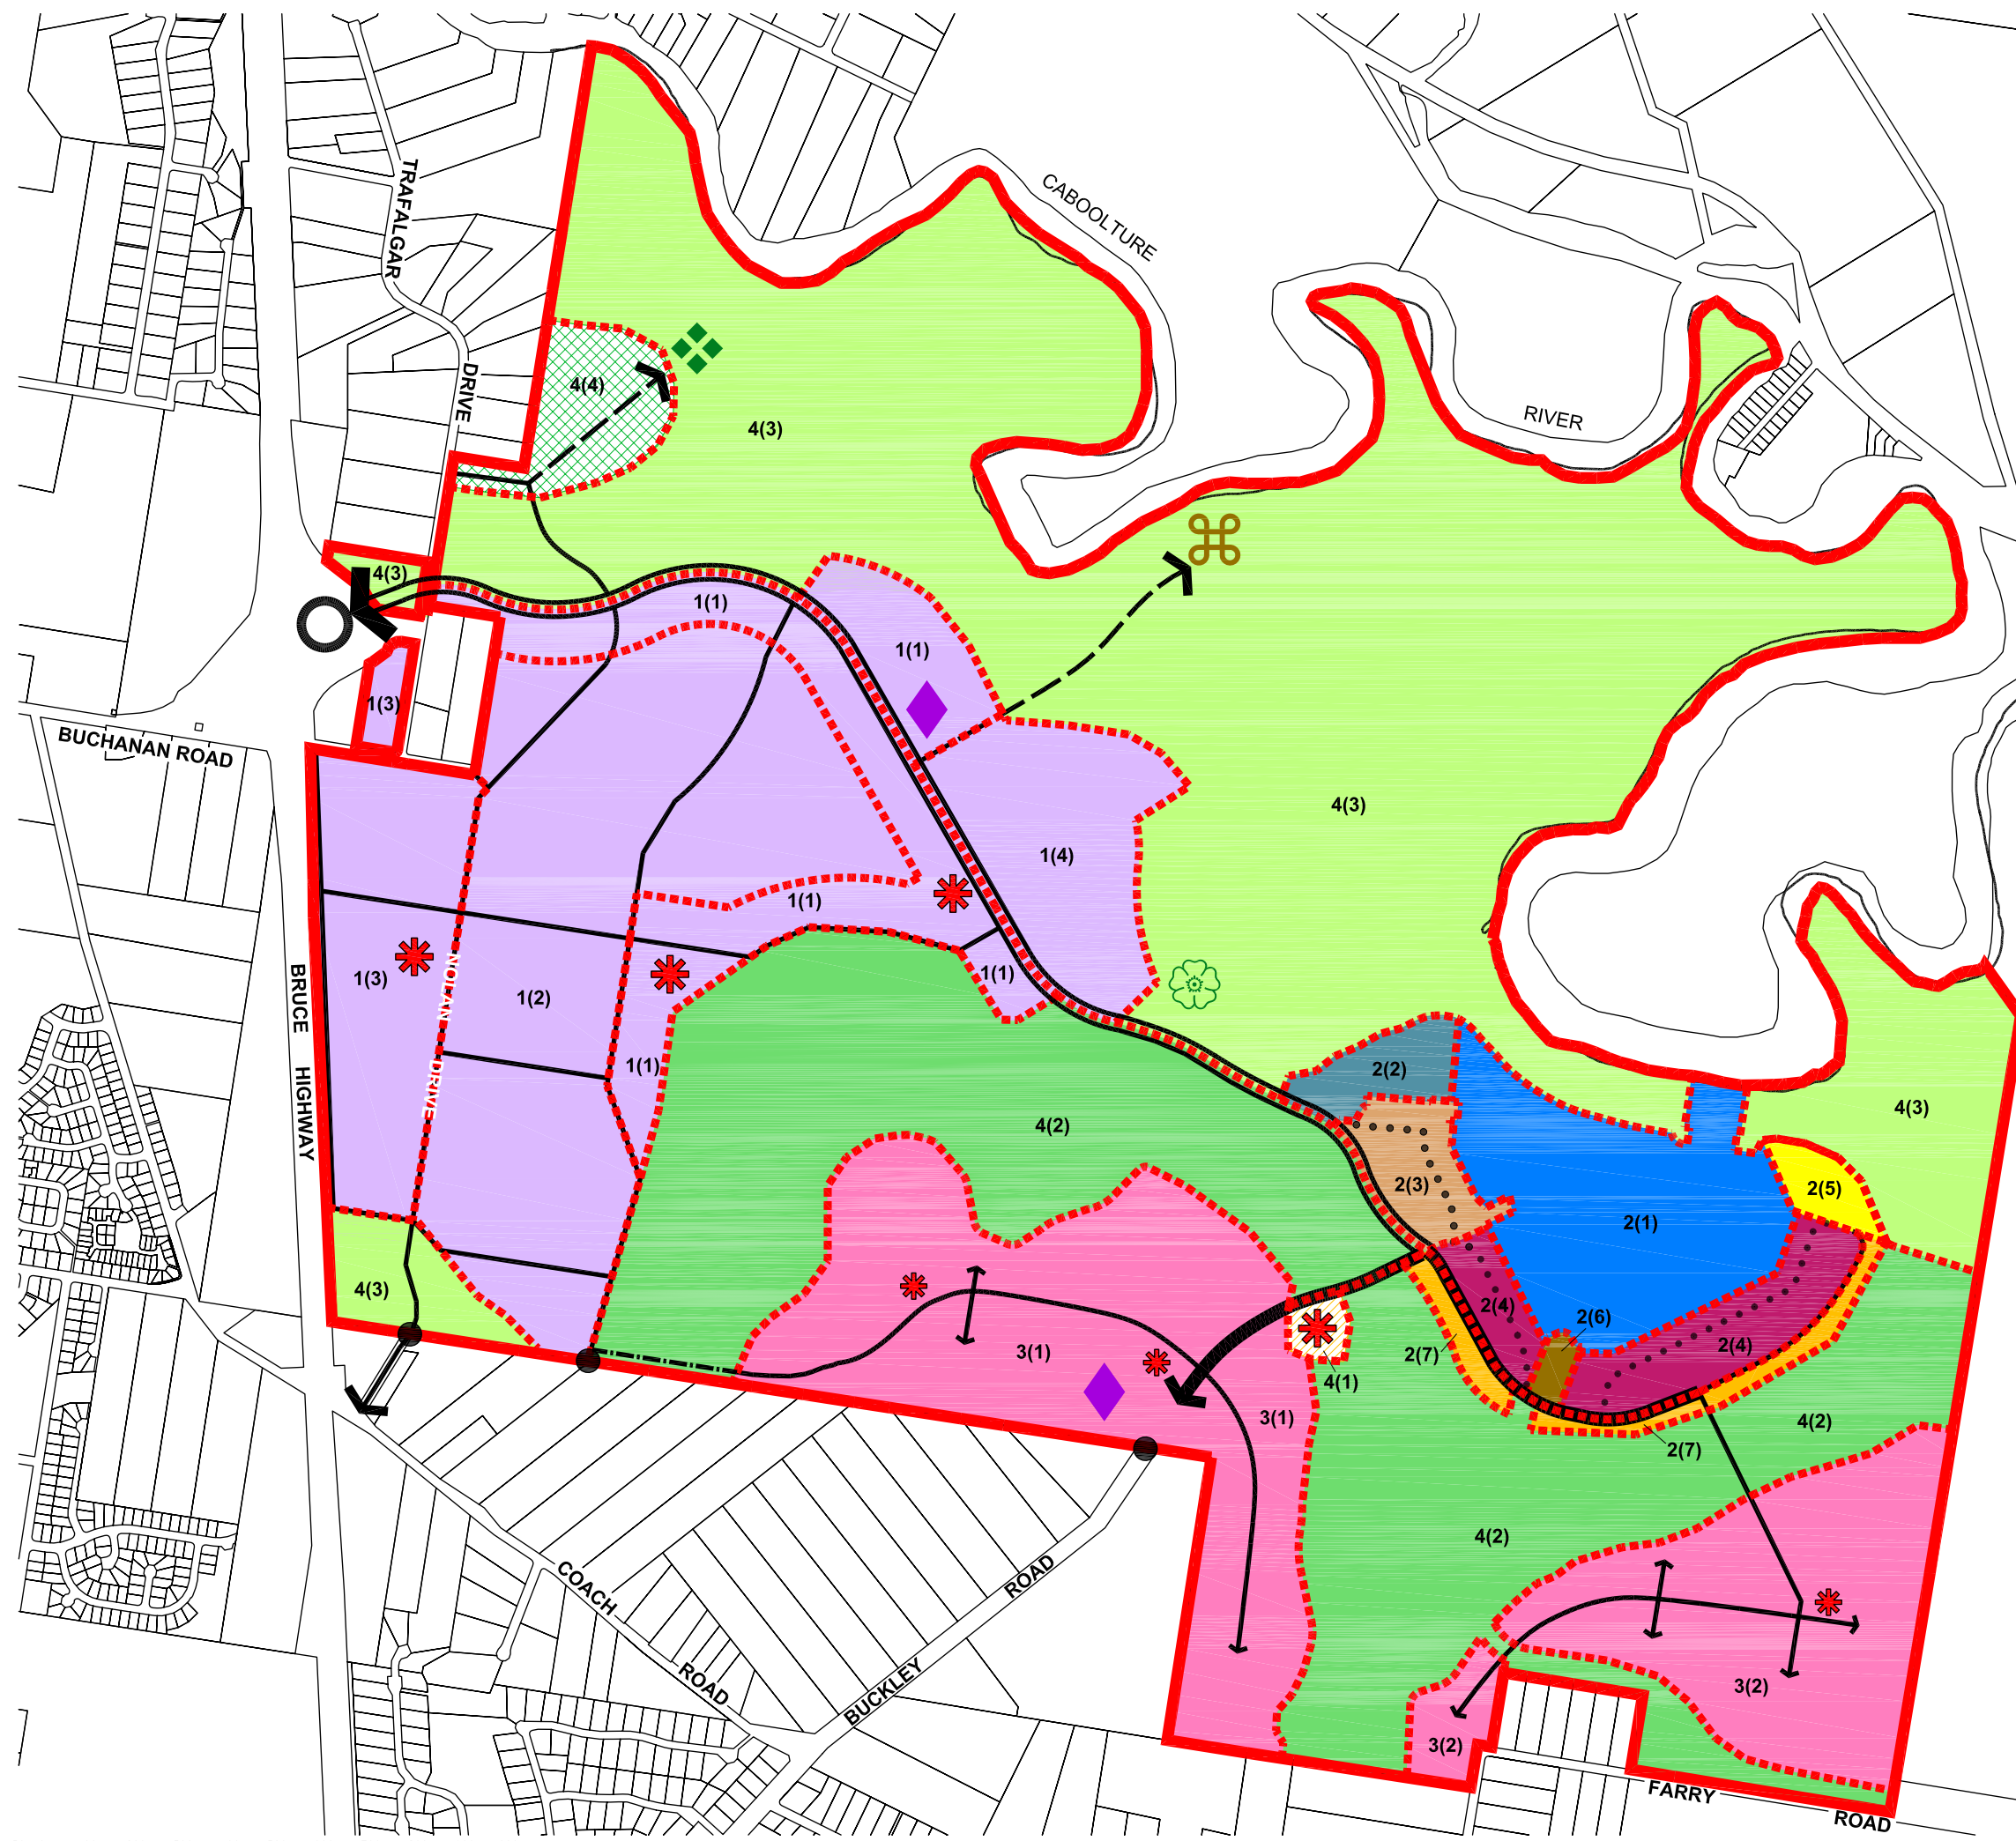 CABOOLTURE
RIVER
TRAFALGAR
DRIVE
4(4)
4(3)
4(3)
1(1)
1(1)
1(3)
BUCHANAN ROAD
4(3)
1(4)
1(1)
1(3)
NOLAN DRIVE
1(2)
1(1)
1(1)
BRUCE HIGHWAY
4(2)
2(2)
4(3)
2(3)
2(5)
2(1)
4(3)
2(4)
2(6)
2(4)
3(1)
2(7)
4(1)
3(1)
4(2)
2(7)
4(2)
COACH
ROAD
BUCKLEY
ROAD
3(2)
3(2)
FARRY
ROAD